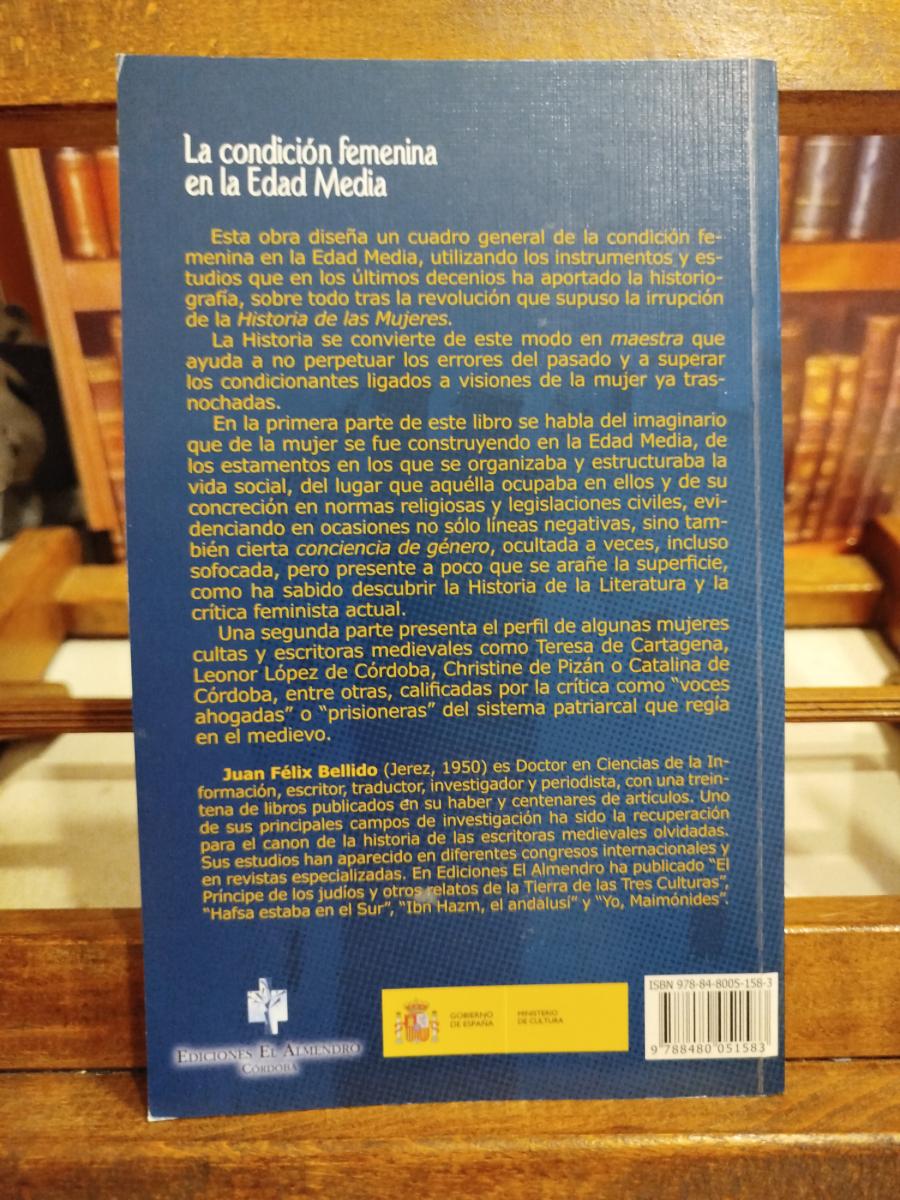 La condición femenina
en la Edad Media
Esta obra diseña un cuadro general de la condición fe-
menina en la Edad Media, utilizando los instrumentos y es-
tudios que en los últimos decenios ha aportado la historio-
grafía, sobre todo tras la revolución que supuso la irrupción
de la Historia de las Mujeres.
La Historia se convierte de este modo en maestra que
ayuda a no perpetuar los errores del pasado y a superar
los condicionantes ligados a visiones de la mujer ya tras-
nochadas.
En la primera parte de este libro se habla del imaginario
que de la mujer se fue construyendo en la Edad Media, de
los estamentos en los que se organizaba y estructuraba la
vida social, del lugar que aquélla ocupaba en ellos y de su
concreción en normas religiosas y legislaciones civiles, evi-
denciando en ocasiones no sólo líneas negativas, sino tam-
bién cierta conciencia de género, ocultada a veces, incluso
sofocada, pero presente a poco que se arañe la superficie,
como ha sabido descubrir la Historia de la Literatura y la
crítica feminista actual.
Una segunda parte presenta el perfil de algunas mujeres
cultas y escritoras medievales como Teresa de Cartagena,
Leonor López de Córdoba, Christine de Pizán o Catalina de
Córdoba, entre otras, calificadas por la crítica como "voces
ahogadas" o "prisioneras" del sistema patriarcal que regía
en el medievo.
Juan Félix Bellido (Jerez, 1950) es Doctor en Ciencias de la In-
formación, escritor, traductor, investigador y periodista, con una trein-
tena de libros publicados en su haber y centenares de artículos. Uno
de sus principales campos de investigación ha sido la recuperación
para el canon de la historia de las escritoras medievales olvidadas.
Sus estudios han aparecido en diferentes congresos internacionales y
en revistas especializadas. En Ediciones El Almendro ha publicado "El
Príncipe de los judíos y otros relatos de la Tierra de las Tres Culturas",
"Hafsa estaba en el Sur", "Ibn Hazm, el andalusí" y "Yo, Maimónides".
EDICIONES EL ALMENDRO
CÓRDOBA
GOBIERNO
DE ESPAÑA
MINISTERIO
DE CULTURA
ISBN 978-84-8005-158-3
9 788480 051583